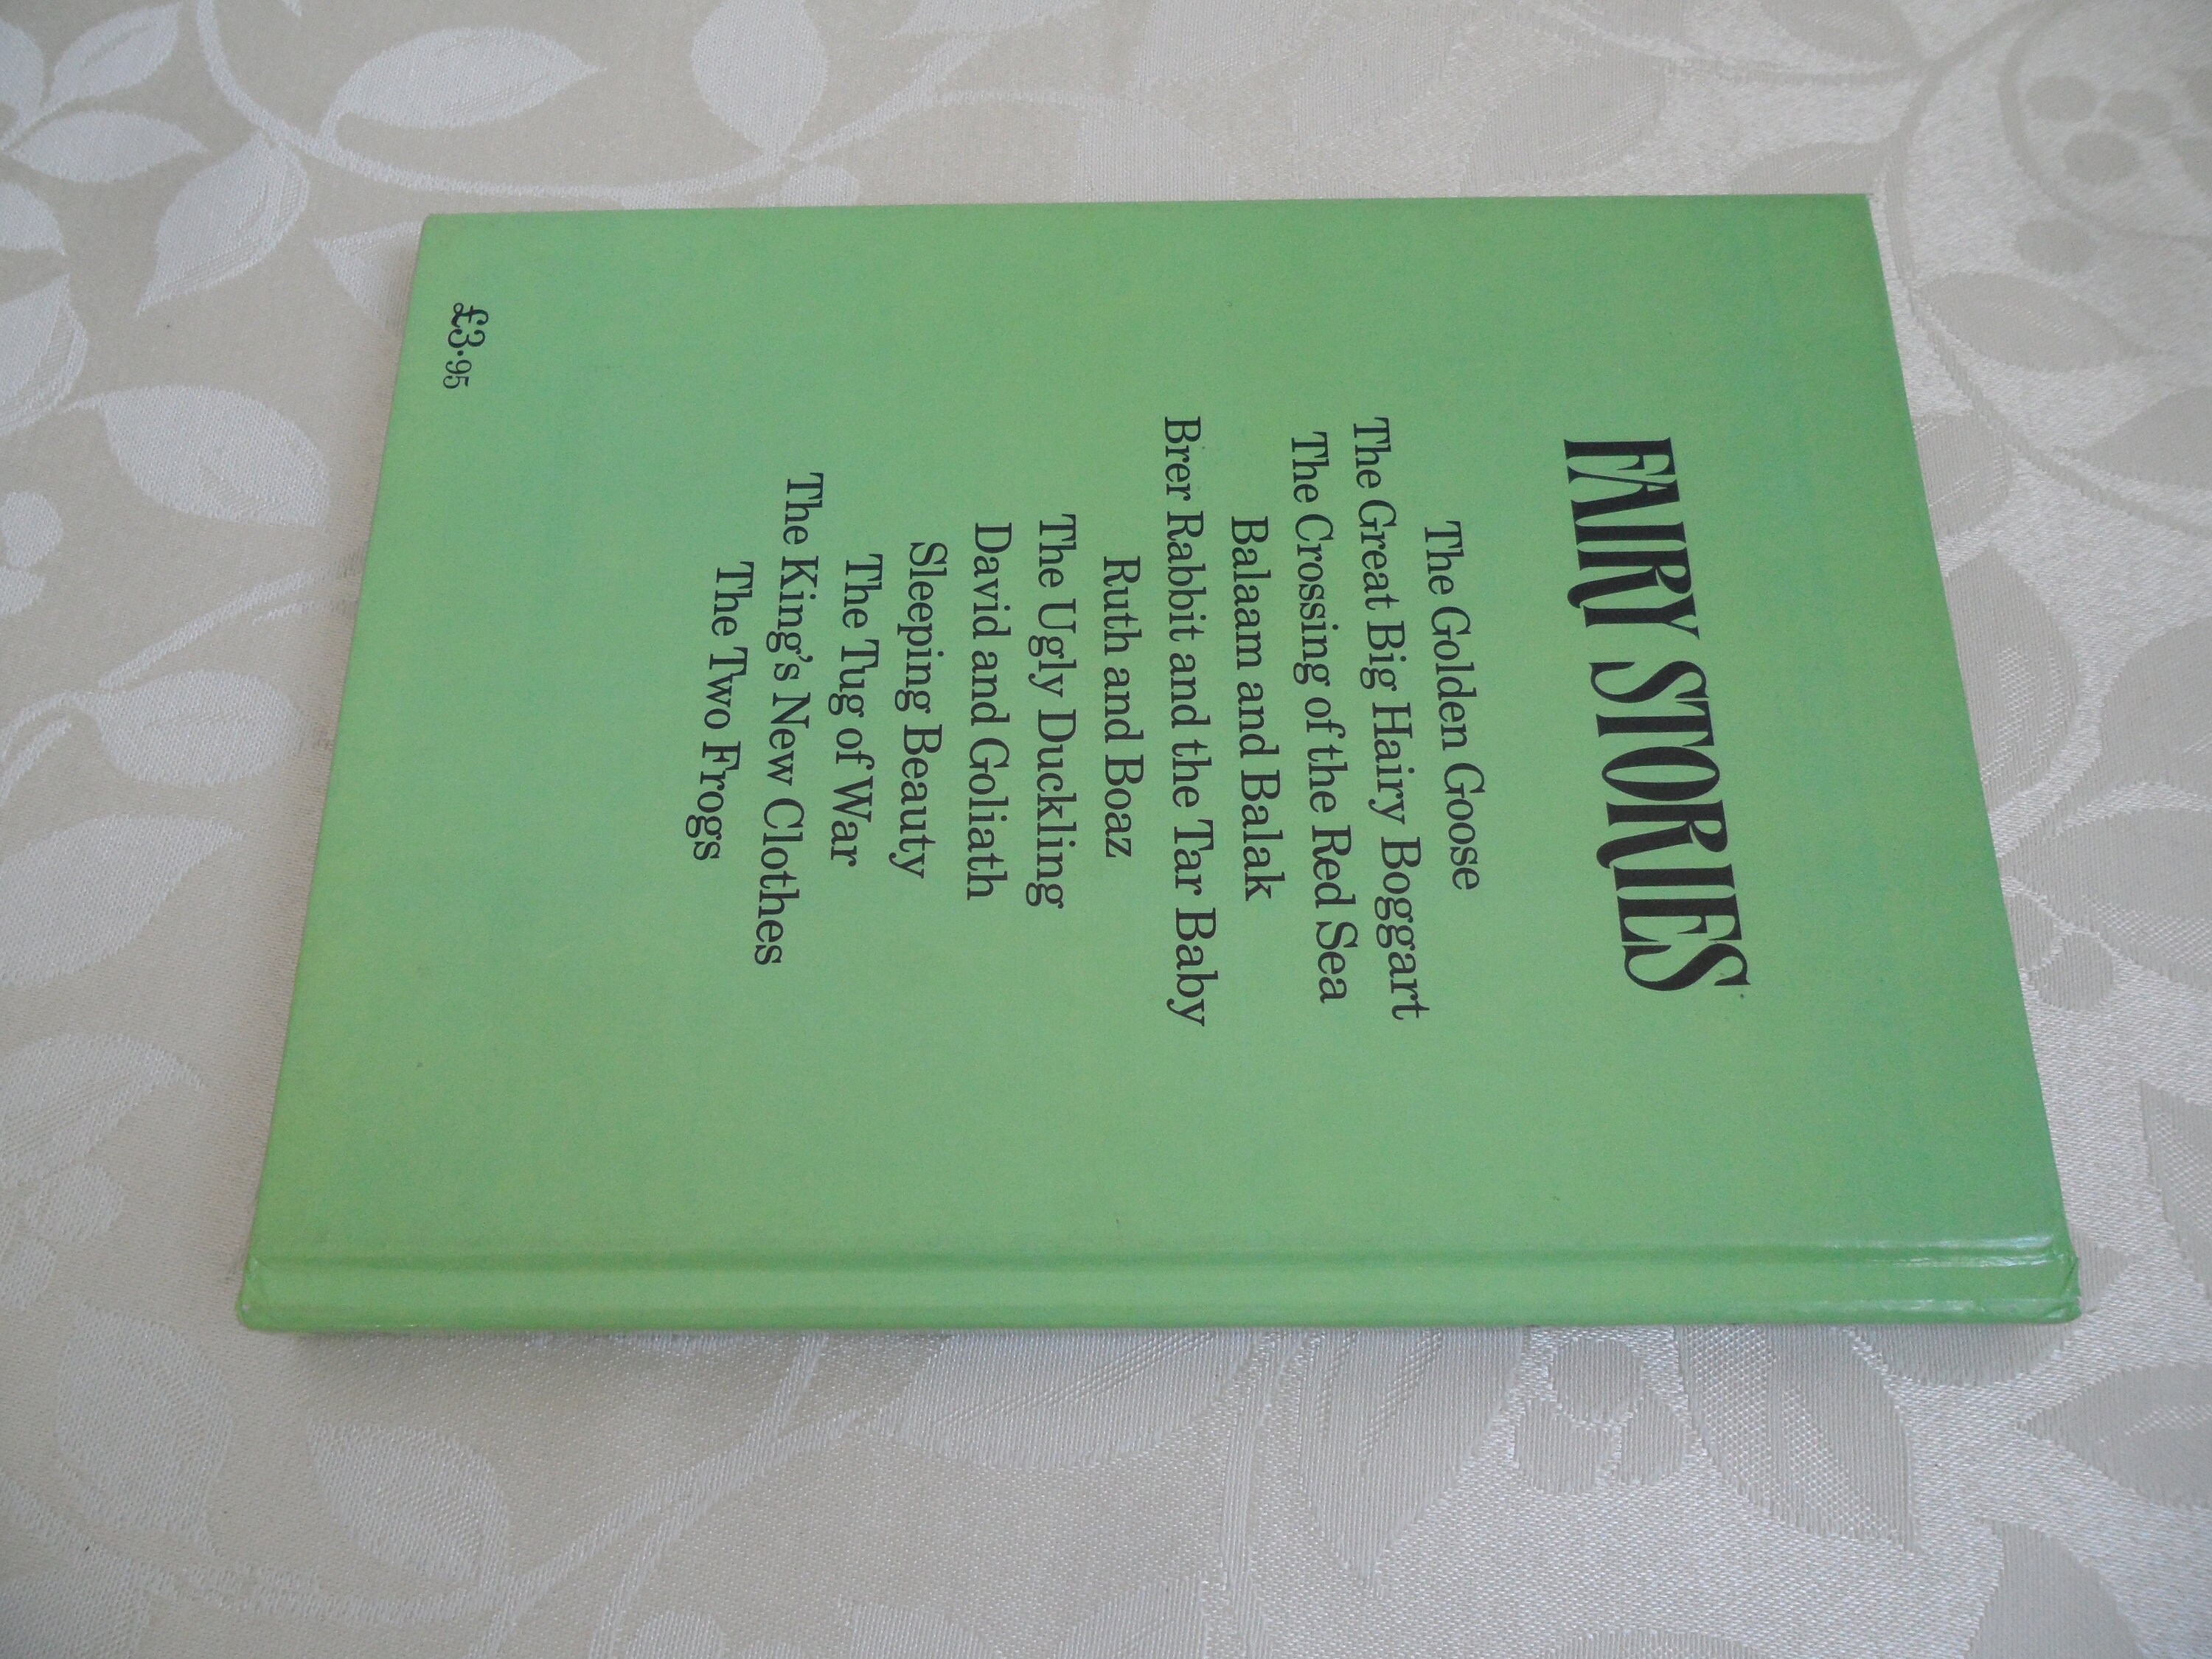 FAIRY STORIES
The Golden Goose
The Great Big Hairy Boggart
The Crossing of the Red Sea
Balaam and Balak
Brer Rabbit and the Tar Baby
Ruth and Boaz
The Ugly Duckling
David and Goliath
Sleeping Beauty
The Tug of War
The King's New Clothes
The Two Frogs
£3·95